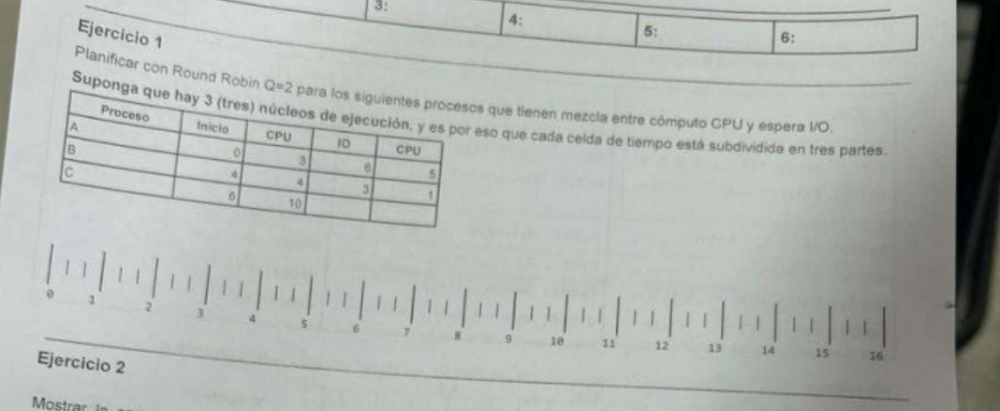 3: 4: 5: 6:
Ejercicio 1
Planificar con Round Robin Q=2 para los siguientes procesos que tienen mezcla entre cómputo CPU y espera I/O.
Suponga que hay 3 (tres) núcleos de ejecución, y es por eso que cada celda de tiempo está subdividida en tres partes.
Proceso Inicio CPU IO CPU
A 0 3 6 5
B 4 4 3 1
C 6 10
0 1 2 3 4 5 6 7 8 9 10 11 12 13 14 15 16
Ejercicio 2
Mostrar